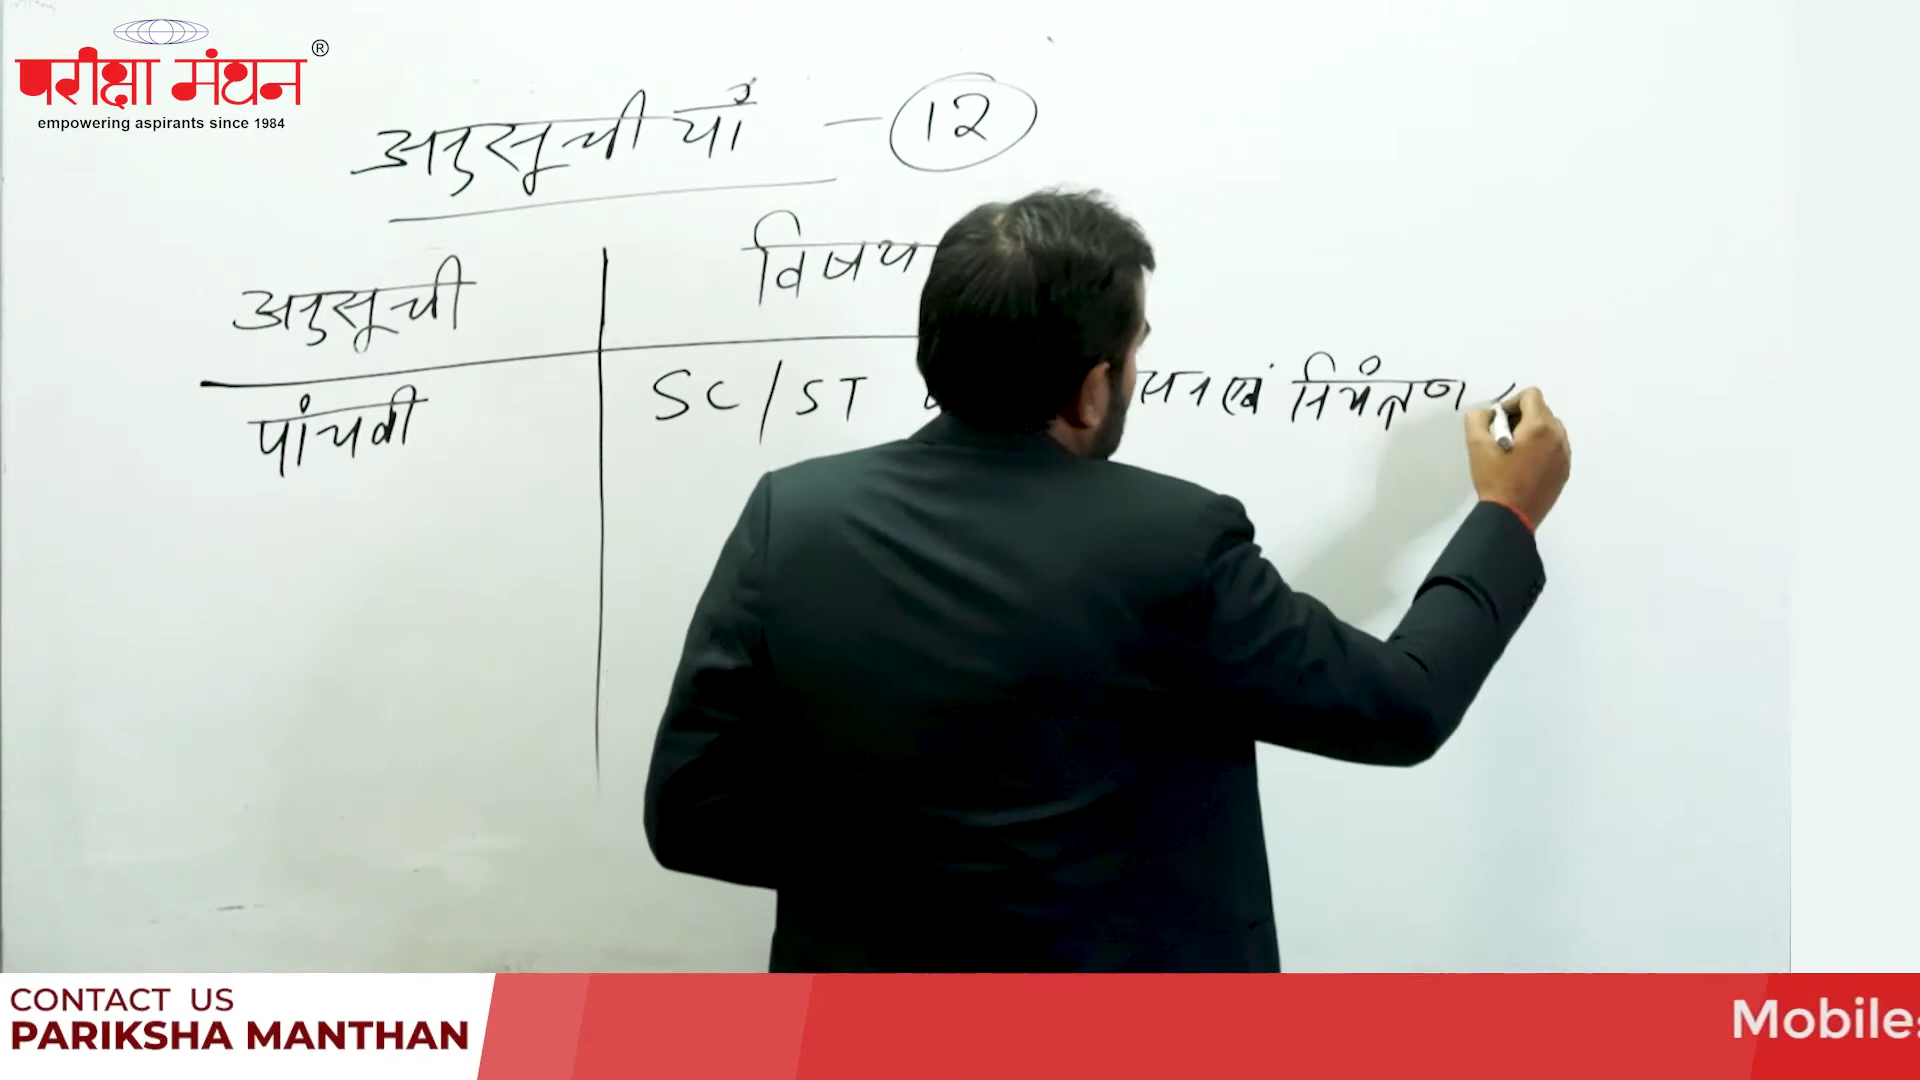 परीक्षा मंथन ®
empowering aspirants since 1984
अनुसूचीयाँ — 12
अनुसूची विषय
पांचवी SC/ST एवं नियंत्रण
CONTACT US
PARIKSHA MANTHAN
Mobile